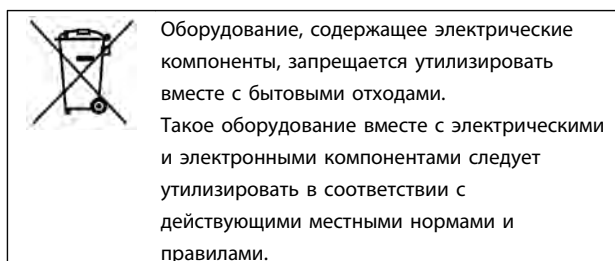 Оборудование, содержащее электрические
компоненты, запрещается утилизировать
вместе с бытовыми отходами.
Такое оборудование вместе с электрическими
и электронными компонентами следует
утилизировать в соответствии с
действующими местными нормами и
правилами.